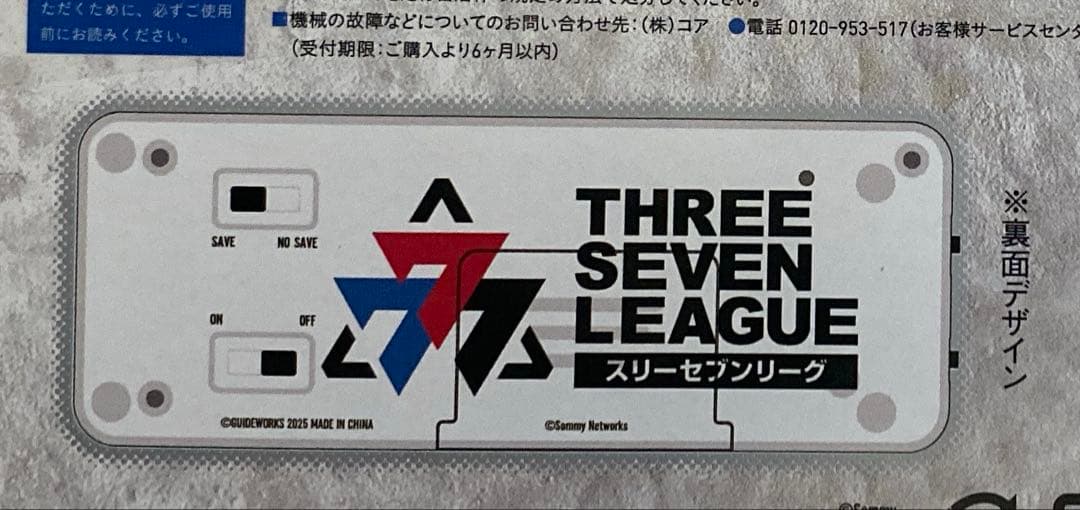 ただくために、必ずご使用
前にお読みください。
■機械の故障などについてのお問い合わせ先：（株）コア ●電話 0120-953-517（お客様サービスセンタ
（受付期限：ご購入より6ヶ月以内）
SAVE NO SAVE
ON OFF
777
THREE
SEVEN
LEAGUE
スリーセブンリーグ
©GUIDEWORKS 2025 MADE IN CHINA
©Sammy Networks
※裏面デザイン
©Sammy